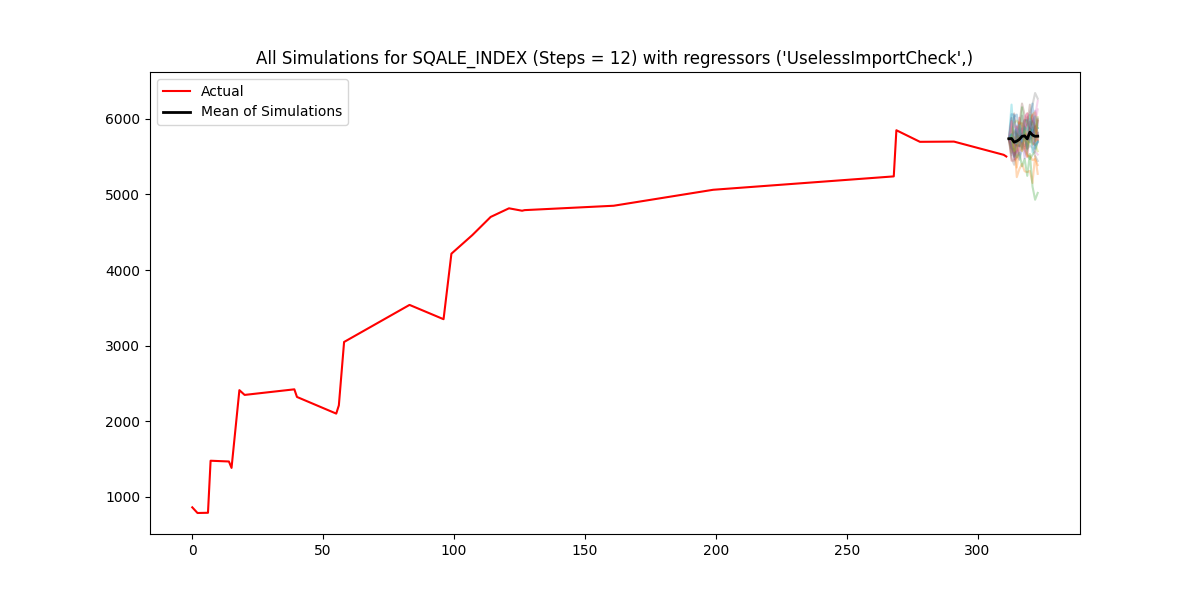 All Simulations for SQALE_INDEX (Steps = 12) with regressors ('UselessImportCheck',)
Actual
Mean of Simulations
6000
5000
4000
3000
2000
1000
0 50 100 150 200 250 300